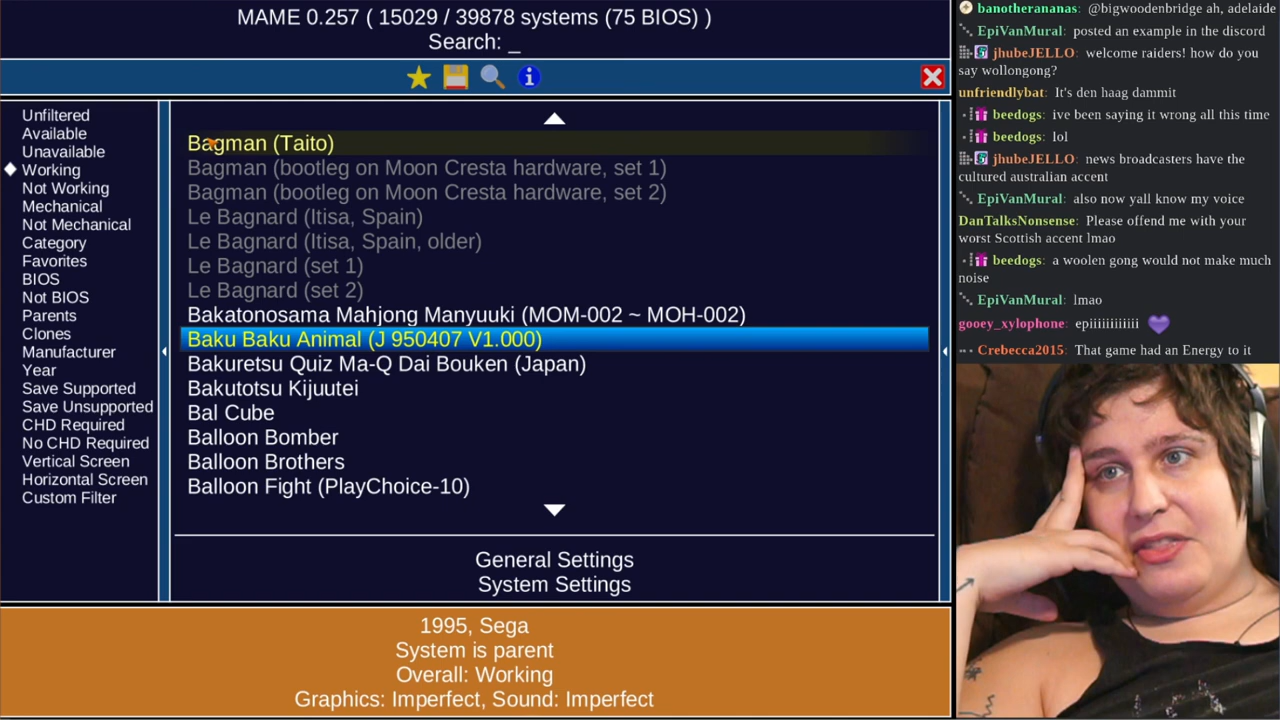 MAME 0.257 ( 15029 / 39878 systems (75 BIOS) )
Search: _
Unfiltered
Available
Unavailable
Working
Not Working
Mechanical
Not Mechanical
Category
Favorites
BIOS
Not BIOS
Parents
Clones
Manufacturer
Year
Save Supported
Save Unsupported
CHD Required
No CHD Required
Vertical Screen
Horizontal Screen
Custom Filter
Bagman (Taito)
Bagman (bootleg on Moon Cresta hardware, set 1)
Bagman (bootleg on Moon Cresta hardware, set 2)
Le Bagnard (Itisa, Spain)
Le Bagnard (Itisa, Spain, older)
Le Bagnard (set 1)
Le Bagnard (set 2)
Bakatonosama Mahjong Manyuuki (MOM-002 ~ MOH-002)
Baku Baku Animal (J 950407 V1.000)
Bakuretsu Quiz Ma-Q Dai Bouken (Japan)
Bakutotsu Kijuutei
Bal Cube
Balloon Bomber
Balloon Brothers
Balloon Fight (PlayChoice-10)
General Settings
System Settings
1995, Sega
System is parent
Overall: Working
Graphics: Imperfect, Sound: Imperfect
banotherananas: @bigwoodenbridge ah, adelaide
EpiVanMural: posted an example in the discord
jhubeJELLO: welcome raiders! how do you
say wollongong?
unfriendlybat: It's den haag dammit
beedogs: ive been saying it wrong all this time
beedogs: lol
jhubeJELLO: news broadcasters have the
cultured australian accent
EpiVanMural: also now yall know my voice
DanTalksNonsense: Please offend me with your
worst Scottish accent lmao
beedogs: a woolen gong would not make much
noise
EpiVanMural: lmao
gooey_xylophone: epiiiiiiiiiiii
Crebecca2015: That game had an Energy to it